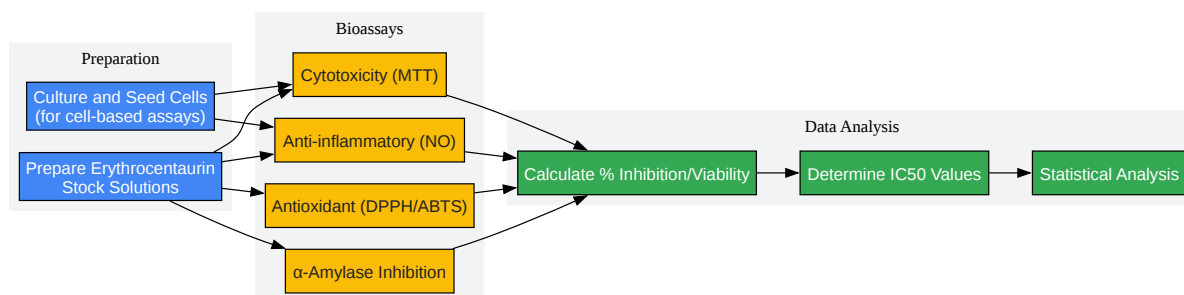 Preparation
Culture and Seed Cells
(for cell-based assays)
Prepare Erythrocentaurin
Stock Solutions
Bioassays
Cytotoxicity (MTT)
Anti-inflammatory (NO)
Antioxidant (DPPH/ABTS)
α-Amylase Inhibition
Data Analysis
Calculate % Inhibition/Viability
Determine IC50 Values
Statistical Analysis